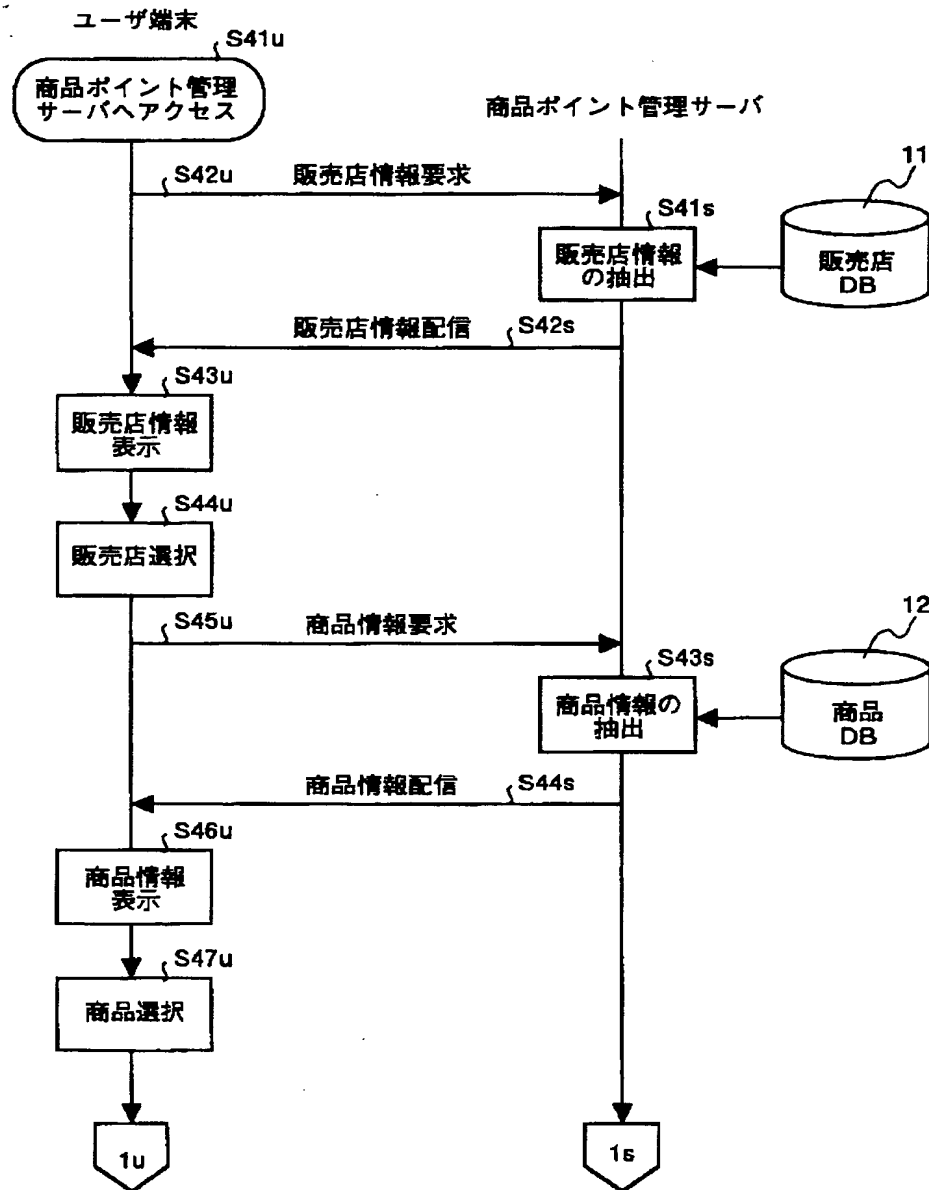 ユーザ端末
S41u
商品ポイント管理
サーバへアクセス
商品ポイント管理サーバ
S42u
販売店情報要求
11
S41s
販売店情報
の抽出
販売店
DB
販売店情報配信
S42s
S43u
販売店情報
表示
S44u
販売店選択
S45u
商品情報要求
12
S43s
商品情報の
抽出
商品
DB
商品情報配信
S44s
S46u
商品情報
表示
S47u
商品選択
1u
1s